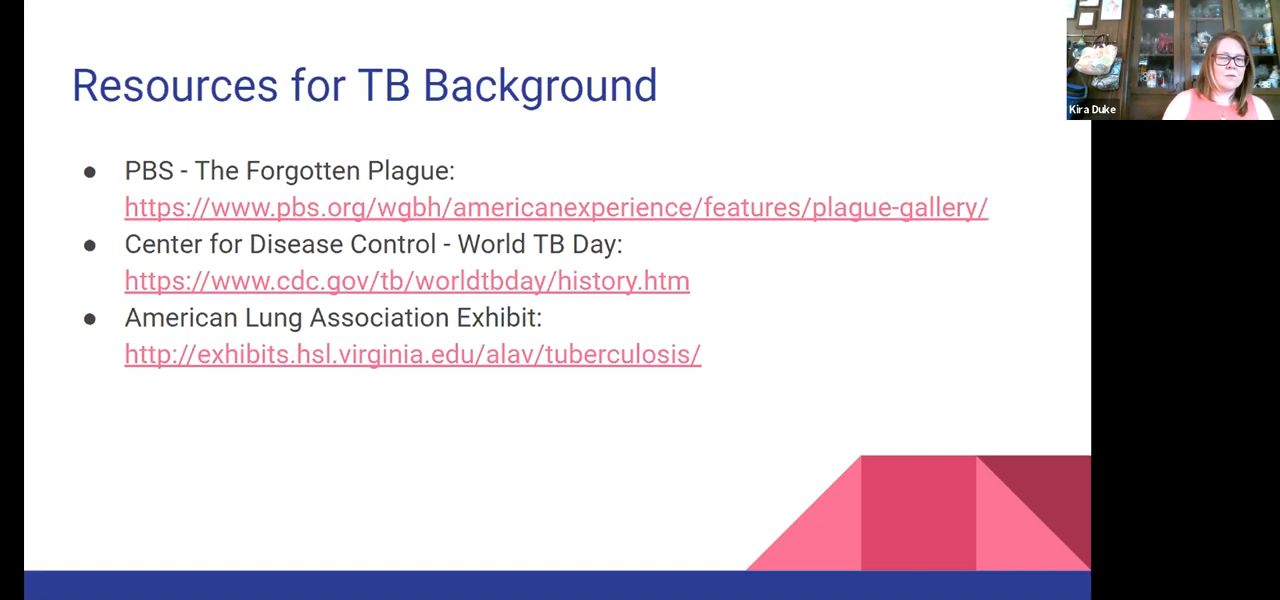 Resources for TB Background
● PBS - The Forgotten Plague:
https://www.pbs.org/wgbh/americanexperience/features/plague-gallery/
● Center for Disease Control - World TB Day:
https://www.cdc.gov/tb/worldtbday/history.htm
● American Lung Association Exhibit:
http://exhibits.hsl.virginia.edu/alav/tuberculosis/
Kira Duke